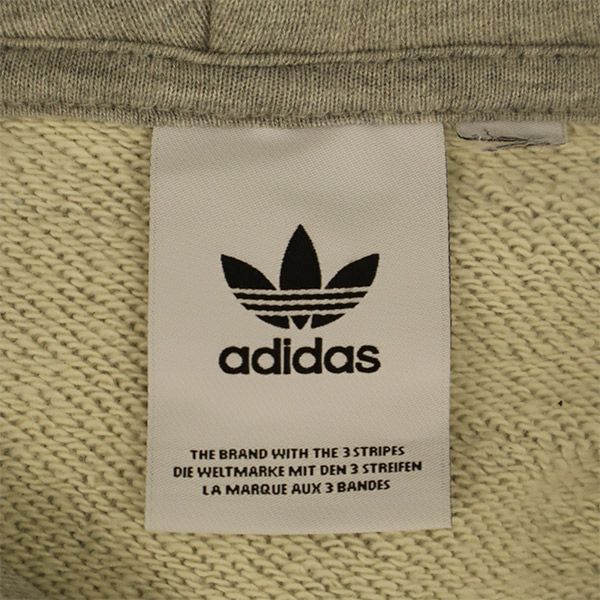 adidas
THE BRAND WITH THE 3 STRIPES
DIE WELTMARKE MIT DEN 3 STREIFEN
LA MARQUE AUX 3 BANDES